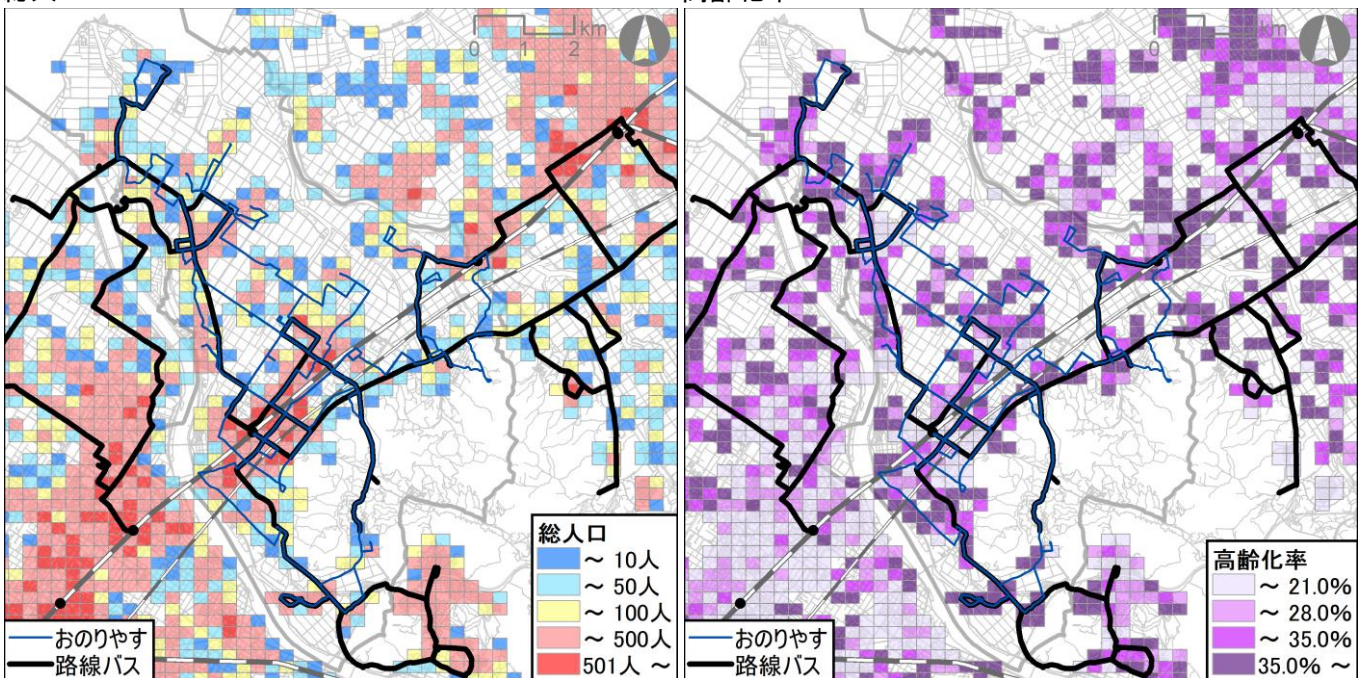 0 1 2 km
総人口
～ 10人
～ 50人
～ 100人
～ 500人
501人 ～
おのりやす
路線バス
0
km
高齢化率
～ 21.0%
～ 28.0%
～ 35.0%
35.0% ～
おのりやす
路線バス